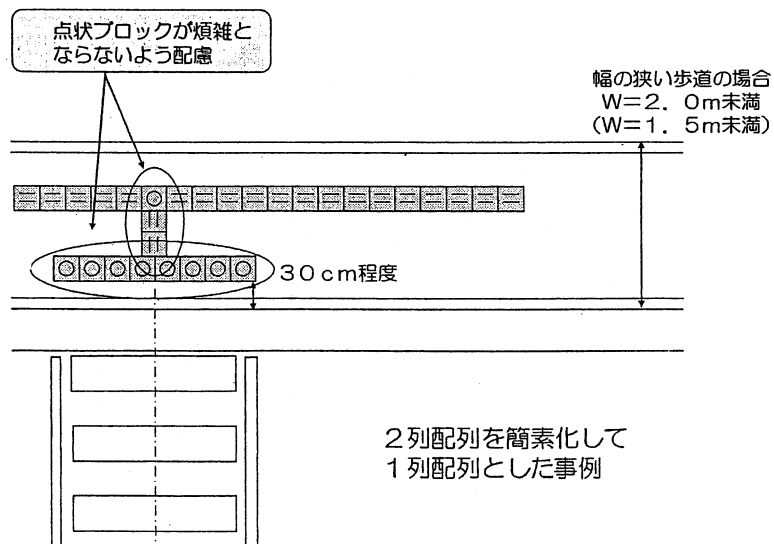 点状ブロックが煩雑と
ならないよう配慮
幅の狭い歩道の場合
W=2.0m未満
(W=1.5m未満)
30cm程度
2列配列を簡素化して
1列配列とした事例